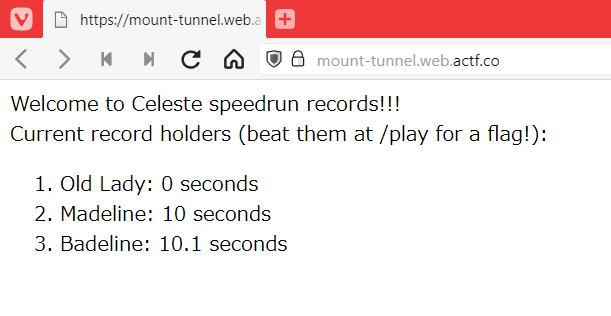 https://mount-tunnel.web.a
mount-tunnel.web.actf.co
Welcome to Celeste speedrun records!!!
Current record holders (beat them at /play for a flag!):
1. Old Lady: 0 seconds
2. Madeline: 10 seconds
3. Badeline: 10.1 seconds